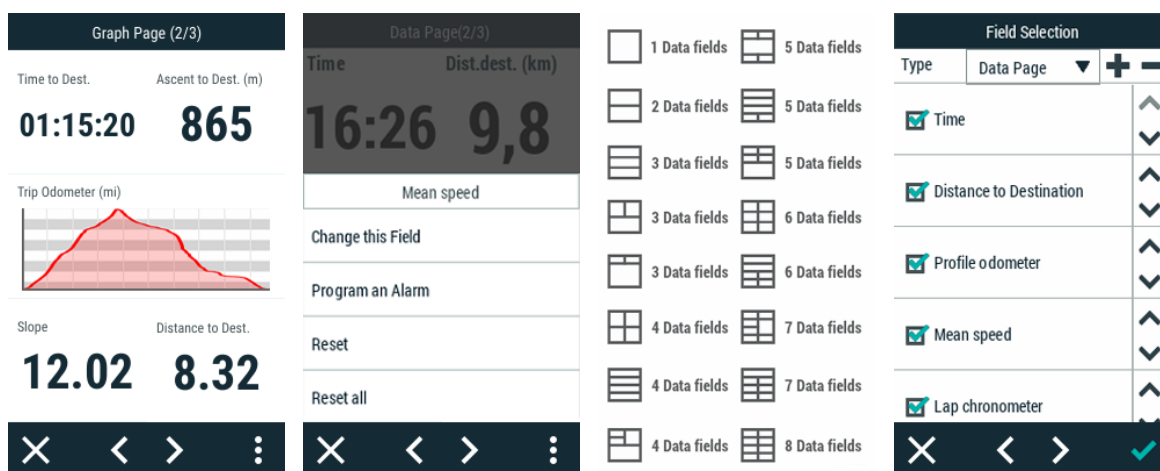 Graph Page (2/3)
Time to Dest. Ascent to Dest. (m)
01:15:20 865
Trip Odometer (mi)
Slope Distance to Dest.
12.02 8.32
Data Page(2/3)
Time Dist.dest. (km)
16:26 9,8
Mean speed
Change this Field
Program an Alarm
Reset
Reset all
1 Data fields 5 Data fields
2 Data fields 5 Data fields
3 Data fields 5 Data fields
3 Data fields 6 Data fields
3 Data fields 6 Data fields
4 Data fields 7 Data fields
4 Data fields 7 Data fields
4 Data fields 8 Data fields
Field Selection
Type Data Page
Time
Distance to Destination
Profile odometer
Mean speed
Lap chronometer